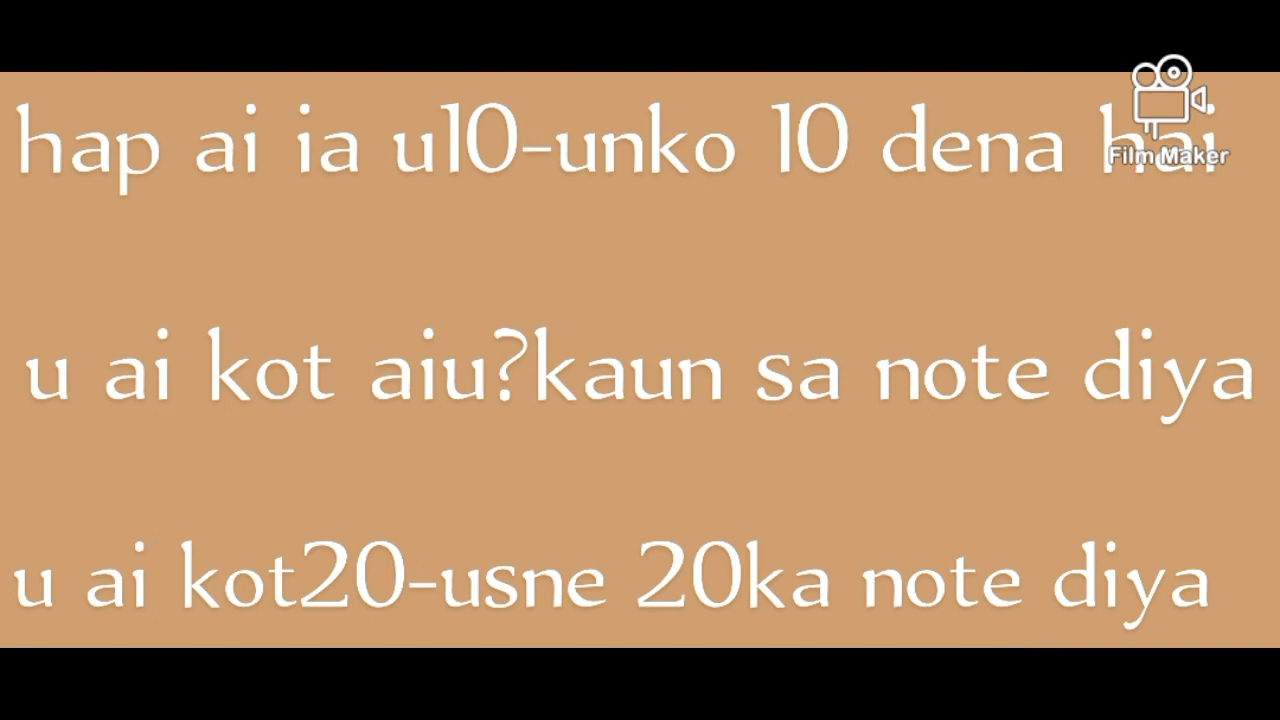 hap ai ia u10-unko 10 dena hai
Film Maker
u ai kot aiu?kaun sa note diya
u ai kot20-usne 20ka note diya